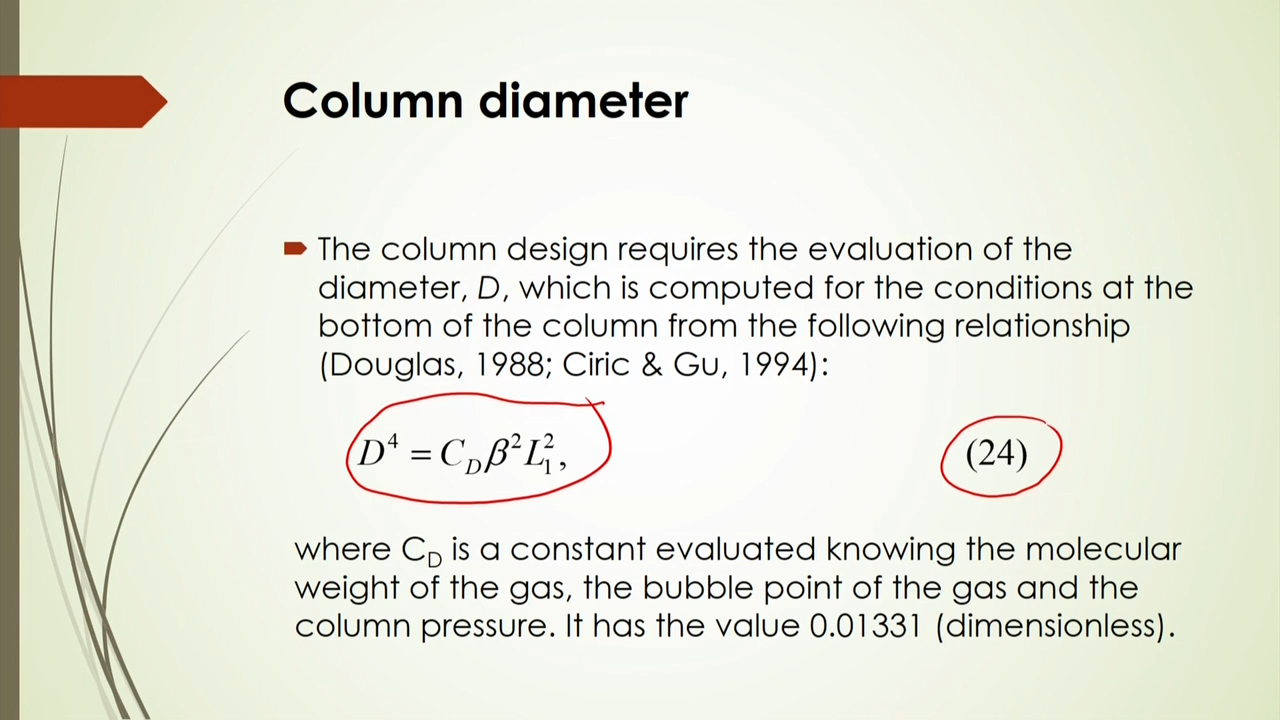 Column diameter
The column design requires the evaluation of the
diameter, D, which is computed for the conditions at the
bottom of the column from the following relationship
(Douglas, 1988; Ciric & Gu, 1994):
D⁴ = C_D β² L₁², (24)
where C_D is a constant evaluated knowing the molecular
weight of the gas, the bubble point of the gas and the
column pressure. It has the value 0.01331 (dimensionless).